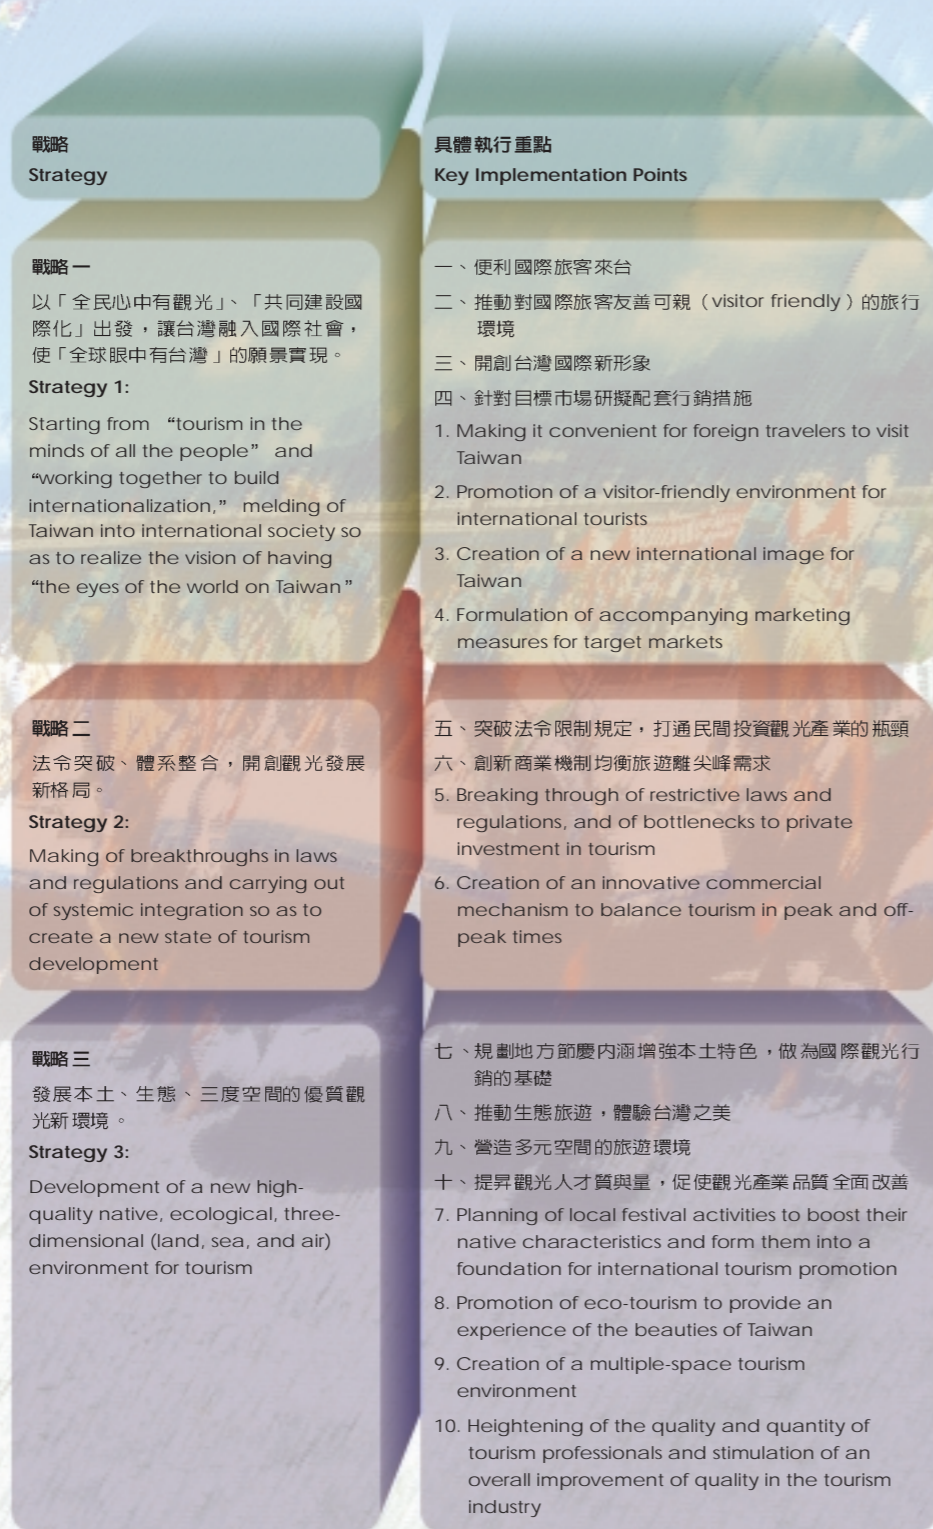 戰略
Strategy
具體執行重點
Key Implementation Points
戰略一
以「全民心中有觀光」、「共同建設國
際化」出發，讓台灣融入國際社會，
使「全球眼中有台灣」的願景實現。
Strategy 1:
Starting from “tourism in the
minds of all the people” and
“working together to build
internationalization,” melding of
Taiwan into international society so
as to realize the vision of having
“the eyes of the world on Taiwan”
一、便利國際旅客來台
二、推動對國際旅客友善可親（visitor friendly）的旅行
環境
三、開創台灣國際新形象
四、針對目標市場研擬配套行銷措施
1. Making it convenient for foreign travelers to visit
Taiwan
2. Promotion of a visitor-friendly environment for
international tourists
3. Creation of a new international image for
Taiwan
4. Formulation of accompanying marketing
measures for target markets
戰略二
法令突破、體系整合，開創觀光發展
新格局。
Strategy 2:
Making of breakthroughs in laws
and regulations and carrying out
of systemic integration so as to
create a new state of tourism
development
五、突破法令限制規定，打通民間投資觀光產業的瓶頸
六、創新商業機制均衡旅遊離尖峰需求
5. Breaking through of restrictive laws and
regulations, and of bottlenecks to private
investment in tourism
6. Creation of an innovative commercial
mechanism to balance tourism in peak and off-
peak times
戰略三
發展本土、生態、三度空間的優質觀
光新環境。
Strategy 3:
Development of a new high-
quality native, ecological, three-
dimensional (land, sea, and air)
environment for tourism
七、規劃地方節慶內涵增強本土特色，做為國際觀光行
銷的基礎
八、推動生態旅遊，體驗台灣之美
九、營造多元空間的旅遊環境
十、提昇觀光人才質與量，促使觀光產業品質全面改善
7. Planning of local festival activities to boost their
native characteristics and form them into a
foundation for international tourism promotion
8. Promotion of eco-tourism to provide an
experience of the beauties of Taiwan
9. Creation of a multiple-space tourism
environment
10. Heightening of the quality and quantity of
tourism professionals and stimulation of an
overall improvement of quality in the tourism
industry